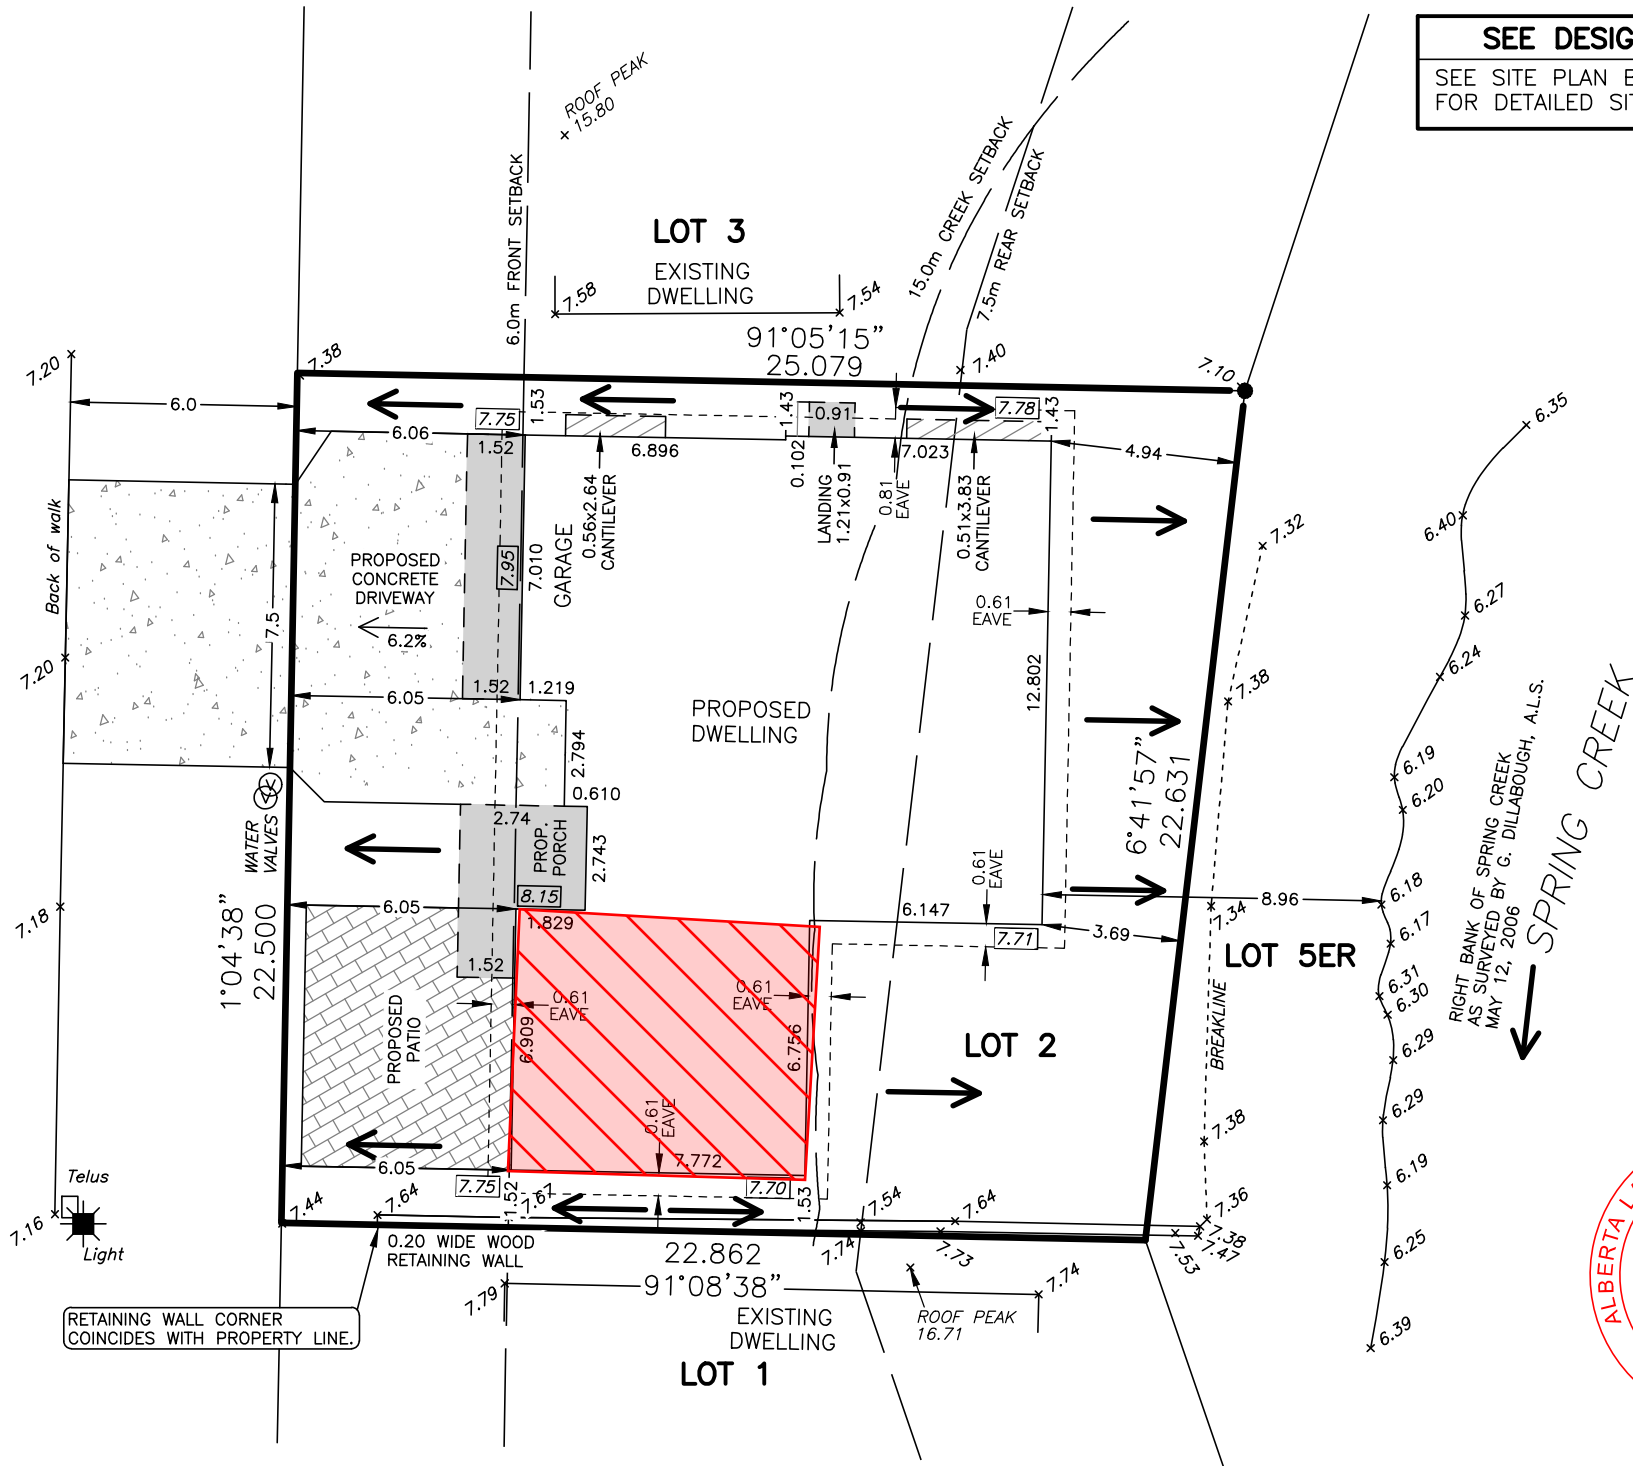 SEE DESIG
SEE SITE PLAN
FOR DETAILED
ROOF PEAK
+ 15.80
6.0m FRONT SETBACK
15.0m CREEK SETBACK
7.5m REAR SETBACK
LOT 3
EXISTING
DWELLING
7.58
7.54
91°05'15"
25.079
7.20
7.38
7.40
7.10
6.0
7.75
1.53
1.43
0.91
7.78
1.43
6.35
6.06
1.52
6.896
0.102
7.023
4.94
0.56x2.64
CANTILEVER
LANDING
1.21x0.91
0.81
EAVE
0.51x3.83
CANTILEVER
6.40
7.32
Back of walk
7.5
PROPOSED
CONCRETE
DRIVEWAY
6.2%
7.95
7.010
GARAGE
0.61
EAVE
6.27
7.20
6.24
6.05
1.52
1.219
12.802
7.38
PROPOSED
DWELLING
2.794
6°41'57"
22.631
6.19
6.20
RIGHT BANK OF SPRING CREEK
AS SURVEYED BY G. DILLABOUGH, A.L.S.
MAY 12, 2006
SPRING CREEK
0.610
WATER
VALVES
2.74
PROP.
PORCH
2.743
0.61
EAVE
8.15
6.05
1.829
6.147
7.71
3.69
8.96
6.18
7.34
6.17
7.18
1°04'38"
22.500
1.52
0.61
EAVE
0.61
EAVE
LOT 5ER
6.31
6.30
PROPOSED
PATIO
6.909
6.756
LOT 2
BREAKLINE
6.29
6.29
0.61
EAVE
7.772
7.38
6.05
7.75
1.52
7.61
7.70
1.53
6.19
Telus
7.16
Light
7.44
7.64
7.54
7.64
7.36
7.38
7.47
7.53
7.74
7.73
6.25
0.20 WIDE WOOD
RETAINING WALL
22.862
91°08'38"
7.79
7.74
RETAINING WALL CORNER
COINCIDES WITH PROPERTY LINE.
EXISTING
DWELLING
ROOF PEAK
16.71
6.39
LOT 1
ALBERTA